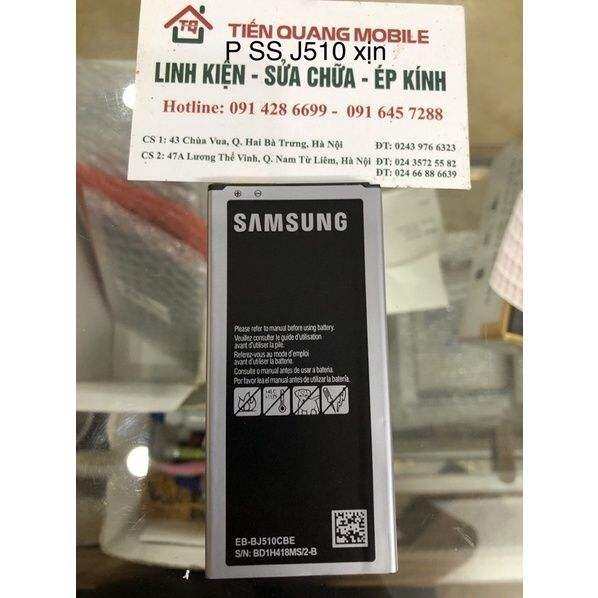 TQ
TIẾN QUANG MOBILE
P SS J510 xịn
LINH KIỆN - SỬA CHỮA - ÉP KÍNH
Hotline: 091 428 6699 - 091 645 7288
CS 1: 43 Chùa Vua, Q. Hai Bà Trưng, Hà Nội ĐT: 0243 976 6323
CS 2: 47A Lương Thế Vinh, Q. Nam Từ Liêm, Hà Nội ĐT: 024 3572 55 82
ĐT: 024 66 88 6639
SAMSUNG
Please refer to manual before using battery.
Veuillez consulter le guide d'utilisation
avant d'utiliser la pile.
Referez-vous au mode d'emploi
avant d'utiliser la batterie.
Consulte o manual antes de usar a bateria.
Por favor lea el manual antes de utilizar la batería.
EB-BJ510CBE
S/N: BD1H418MS/2-B